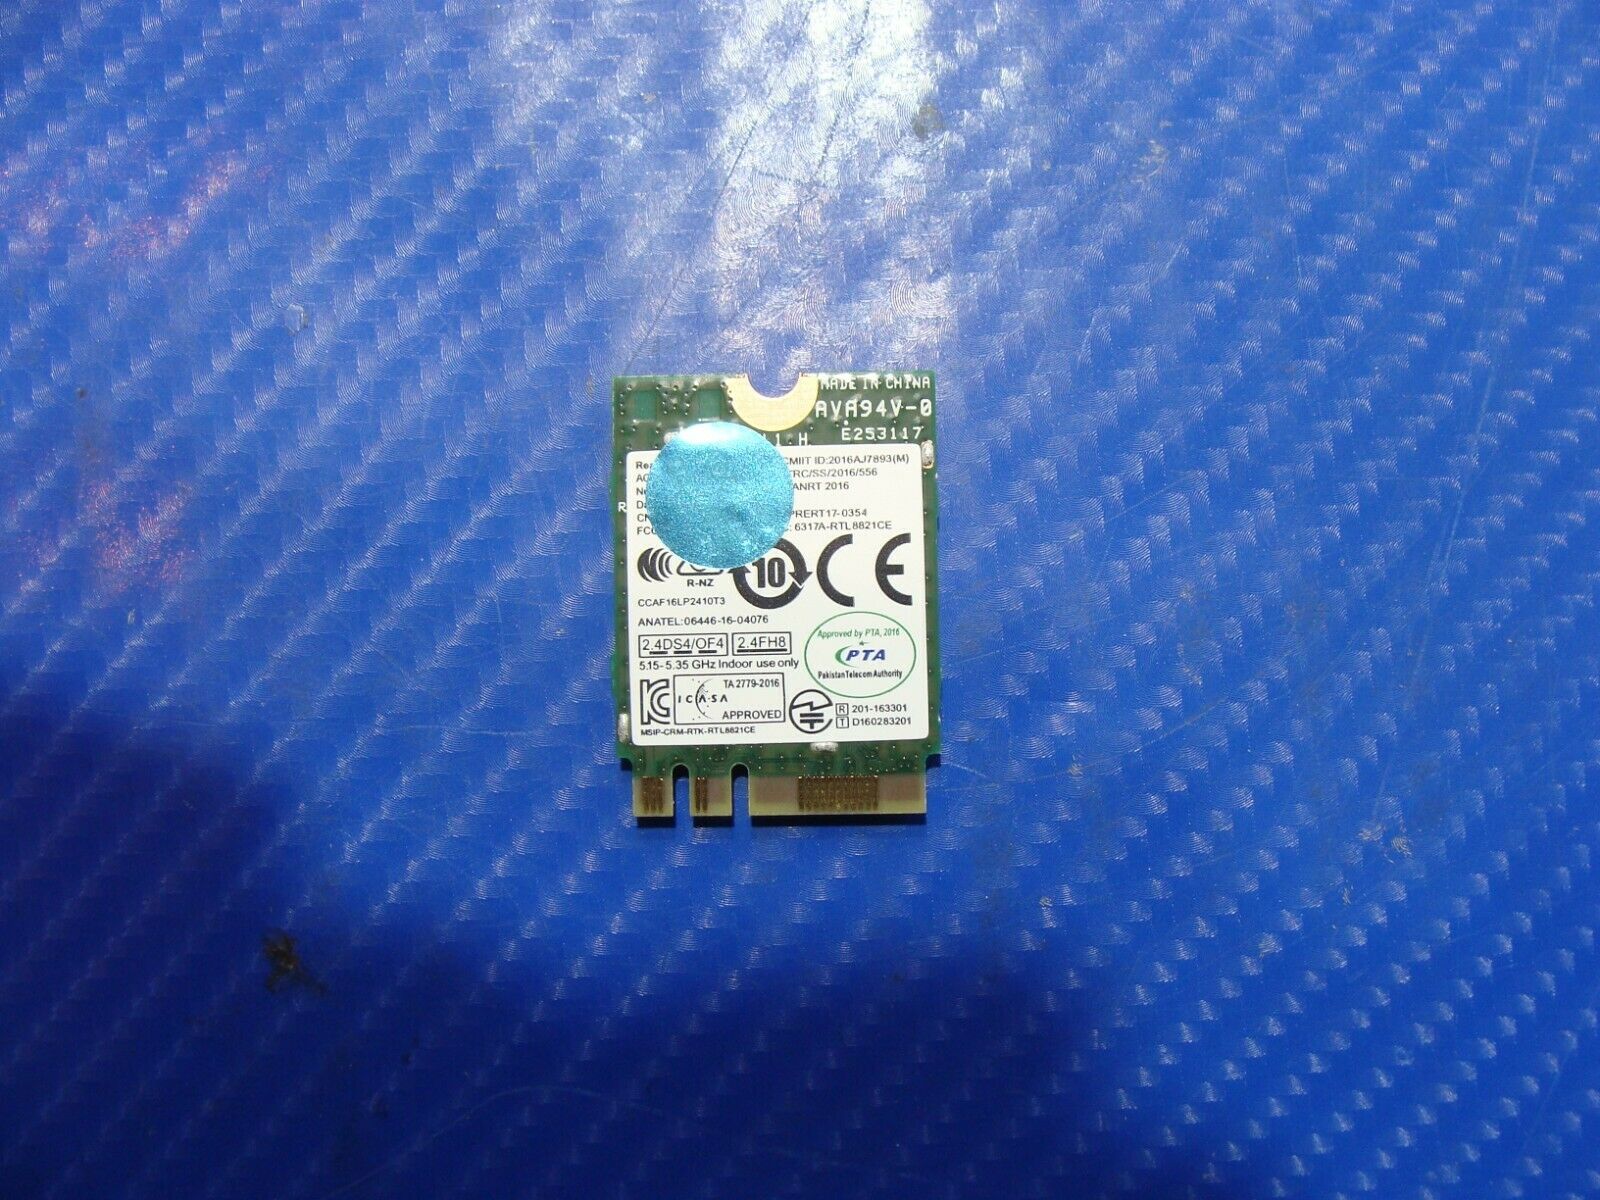 MADE IN CHINA
AVA94V-0
E253117
H
CMIIT ID:2016AJ7893(M)
TRC/SS/2016/556
ANRT 2016
PRERT17-0354
6317A-RTL8821CE
R
R-NZ
10
CE
CCAF16LP2410T3
ANATEL:06446-16-04076
2.4DS4/OF4 2.4FH8
5.15-5.35 GHz Indoor use only
Approved by PTA, 2016
PTA
Pakistan Telecom Authority
TA 2779-2016
ICASA
APPROVED
R 201-163301
T D160283201
MSIP-CRM-RTK-RTL8821CE